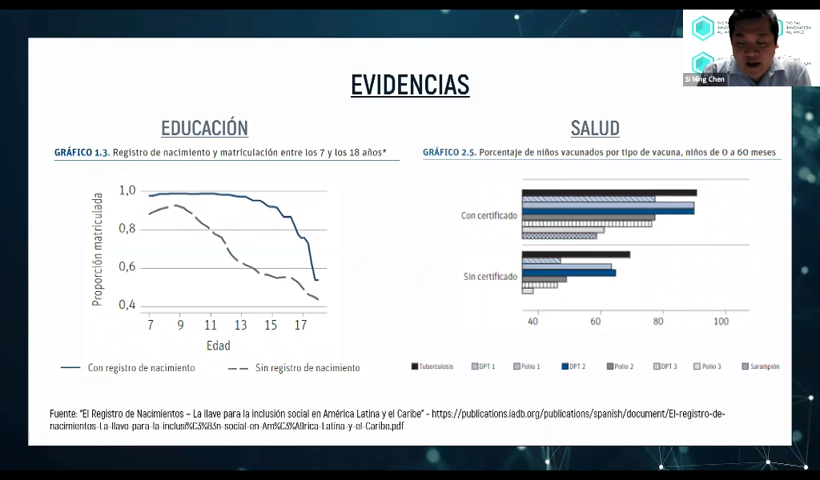 DIGITAL
INNOVATION
ALLIANCE
Si Ming Chen
EVIDENCIAS
EDUCACIÓN
GRÁFICO 1.3. Registro de nacimiento y matriculación entre los 7 y los 18 años*
Proporción matriculada
1,0
0,8
0,6
0,4
7 9 11 13 15 17
Edad
Con registro de nacimiento Sin registro de nacimiento
SALUD
GRÁFICO 2.5. Porcentaje de niños vacunados por tipo de vacuna, niños de 0 a 60 meses
Con certificado
Sin certificado
40 60 80 100
Tuberculosis DPT 1 Polio 1 DPT 2 Polio 2 DPT 3 Polio 3 Sarampión
Fuente: "El Registro de Nacimientos – La llave para la inclusión social en América Latina y el Caribe" - https://publications.iadb.org/publications/spanish/document/El-registro-de-
nacimientos-La-llave-para-la-inclusi%C3%B3n-social-en-Am%C3%A9rica-Latina-y-el-Caribe.pdf